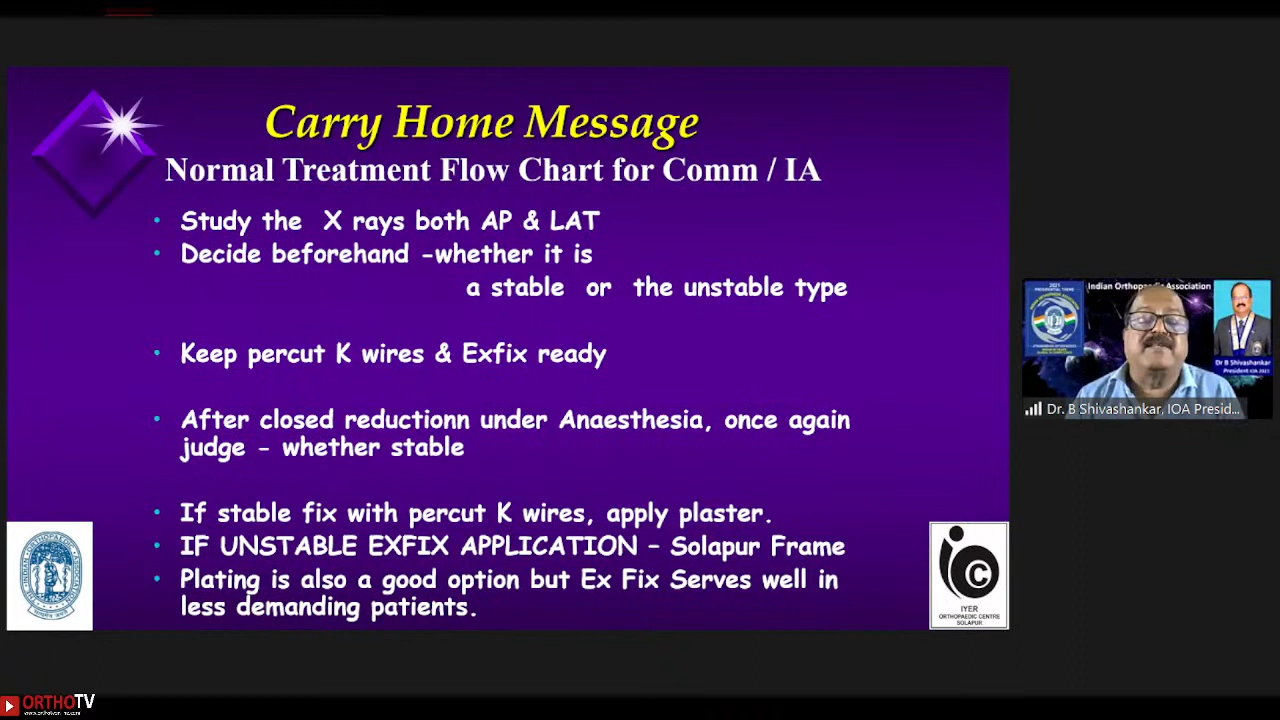 Carry Home Message
Normal Treatment Flow Chart for Comm / IA
• Study the X rays both AP & LAT
• Decide beforehand -whether it is
a stable or the unstable type
• Keep percut K wires & Exfix ready
• After closed reductionn under Anaesthesia, once again
judge - whether stable
• If stable fix with percut K wires, apply plaster.
• IF UNSTABLE EXFIX APPLICATION – Solapur Frame
• Plating is also a good option but Ex Fix Serves well in
less demanding patients.
IYER
ORTHOPAEDIC CENTRE
SOLAPUR
Indian Orthopaedic Association
2021
Dr B Shivashankar
President IOA 2021
Dr. B Shivashankar, IOA Presid...
ORTHOTV